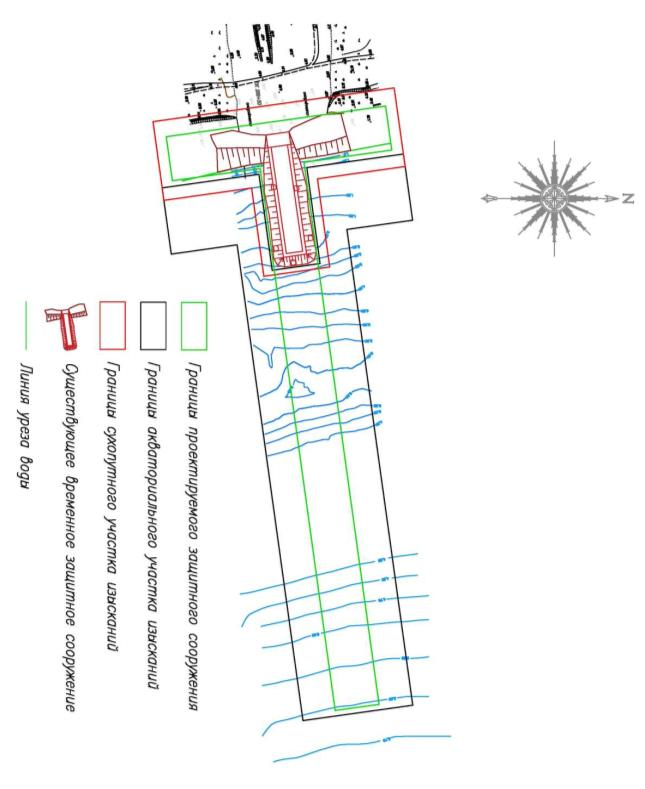 N
Границы проектируемого защитного сооружения
Границы акваториального участка изысканий
Границы сухопутного участка изысканий
Существующее временное защитное сооружение
Линия уреза воды